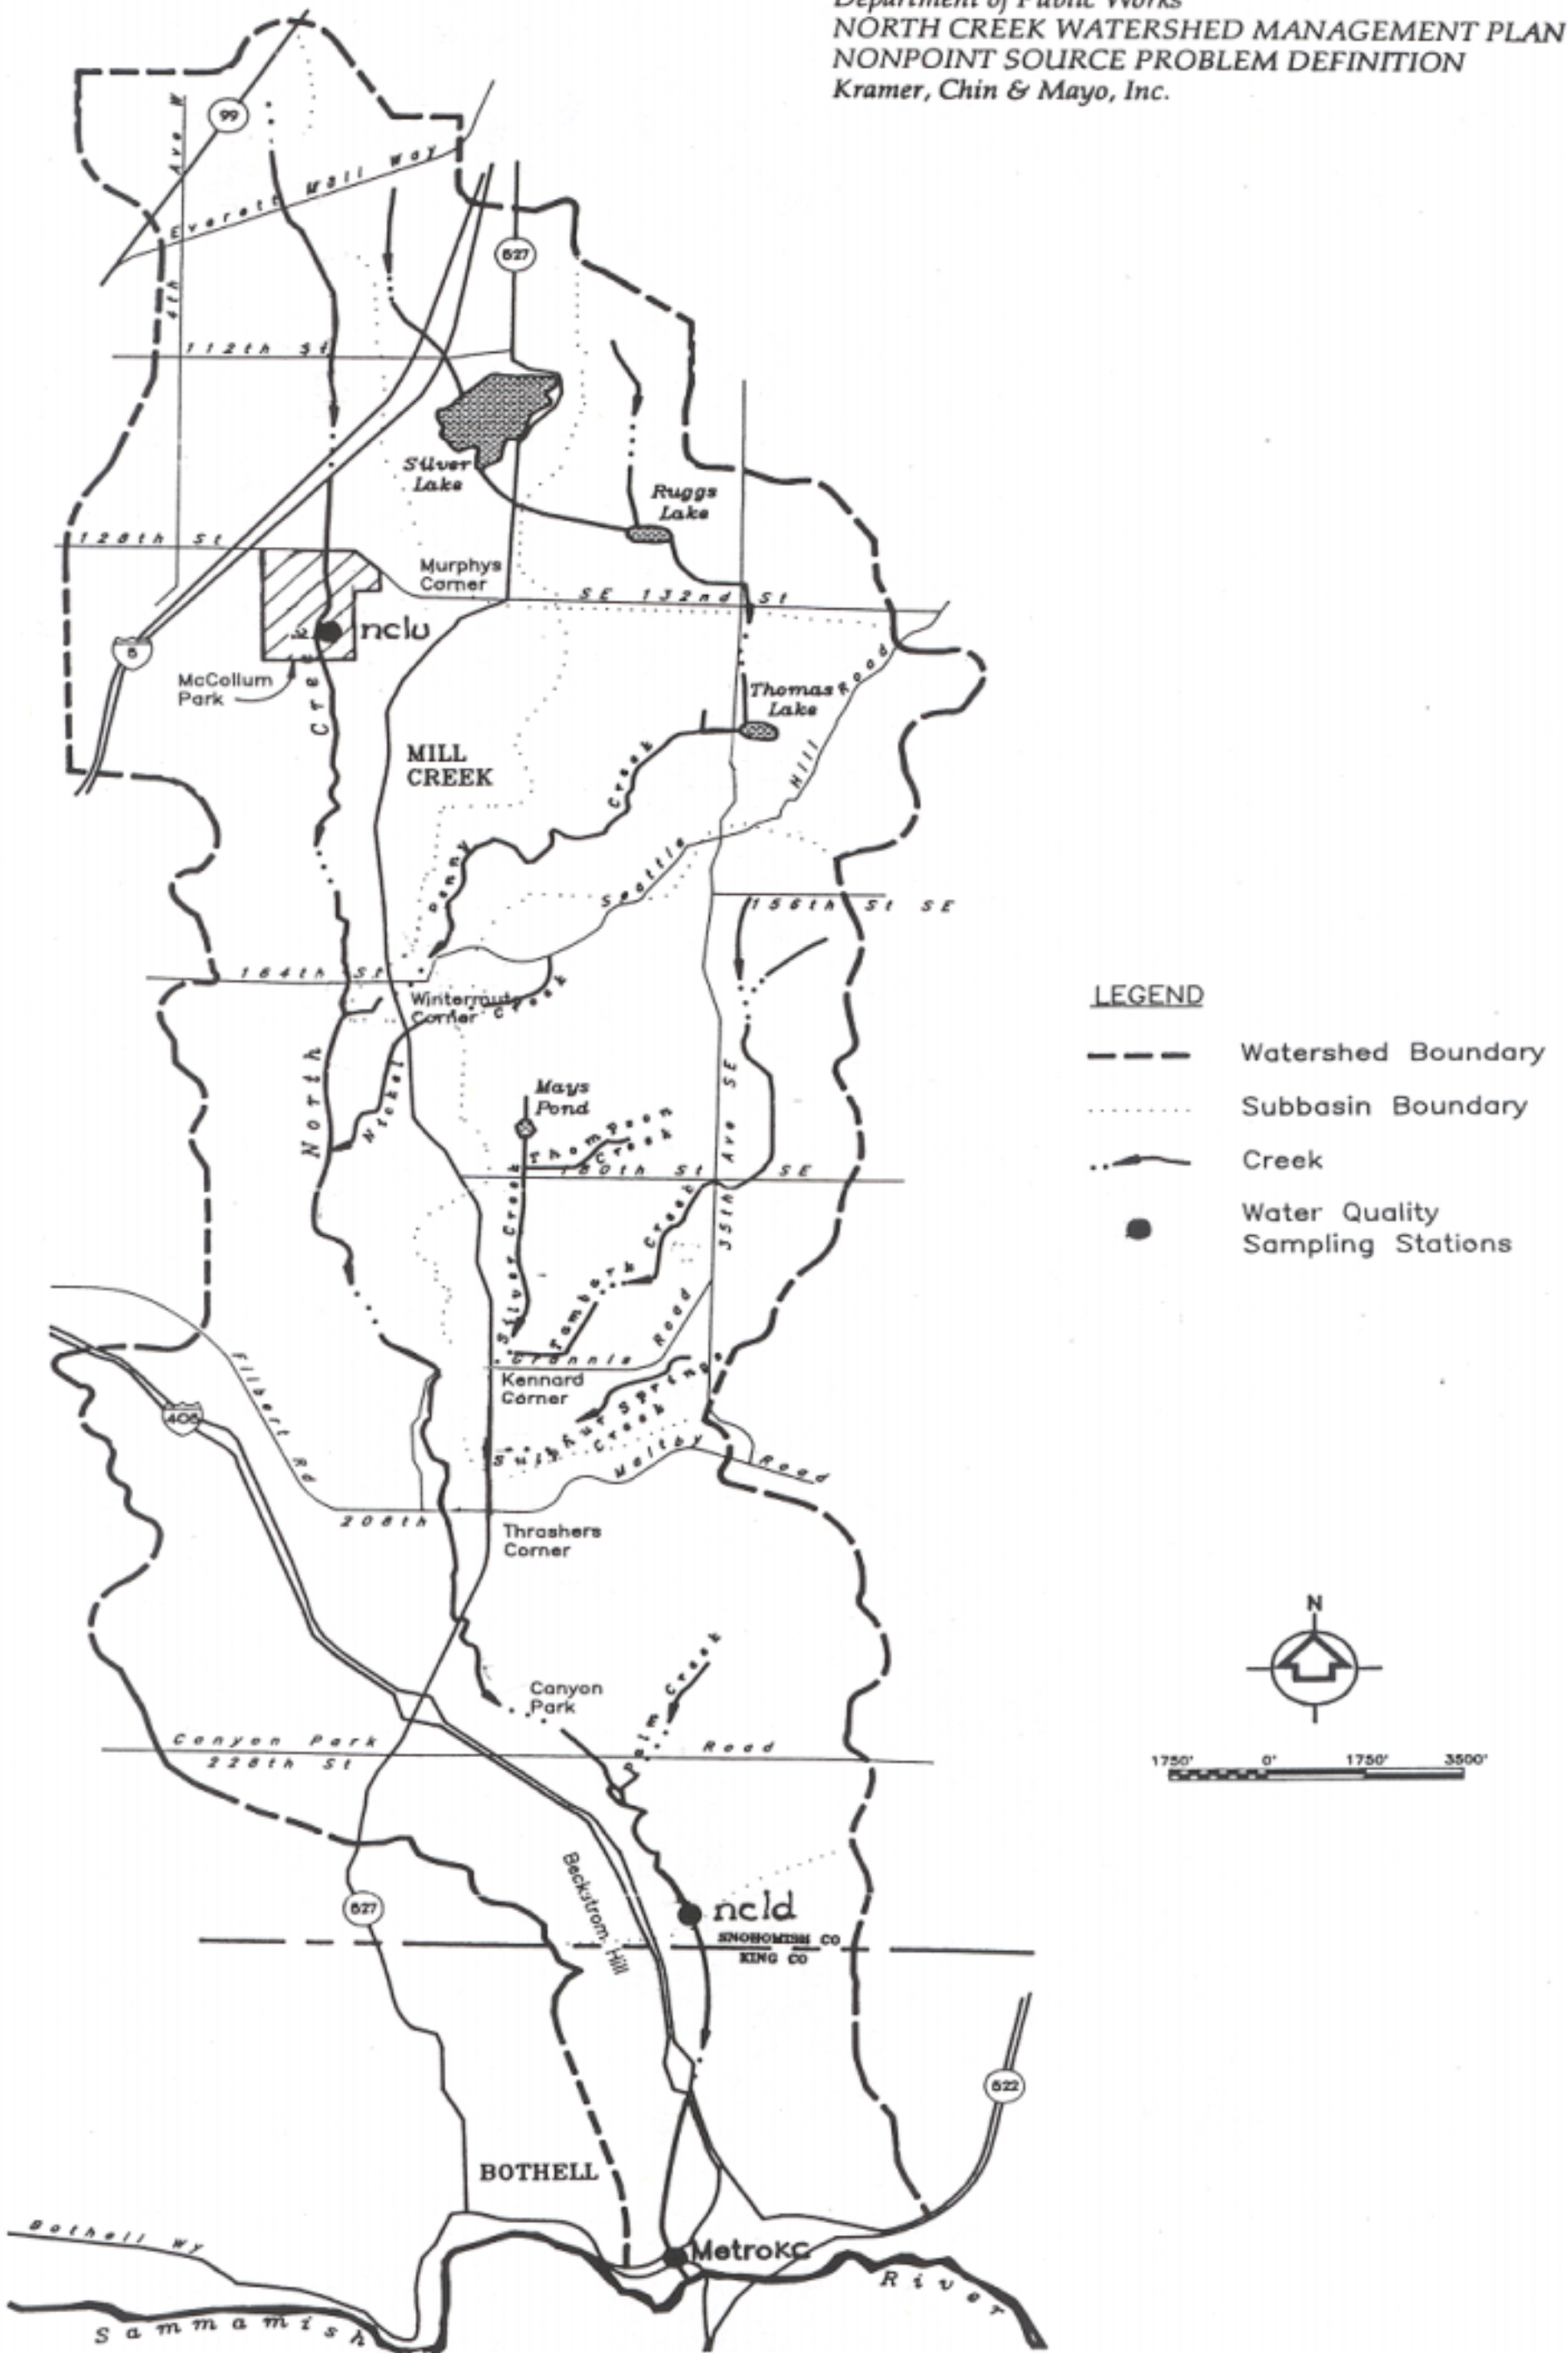 Department of Public Works
NORTH CREEK WATERSHED MANAGEMENT PLAN
NONPOINT SOURCE PROBLEM DEFINITION
Kramer, Chin & Mayo, Inc.
99
4th Ave W
Everett Mall Way
527
112th St
Silver
Lake
Ruggs
Lake
128th St
Murphys
Corner
SE 132nd St
nclu
5
McCollum
Park
Thomas
Lake
MILL
CREEK
North Creek
Penny Creek
Seattle Hill Road
156th St SE
164th St
Wintermute
Corner
Nickel Creek
LEGEND
Watershed Boundary
Subbasin Boundary
Creek
Water Quality
Sampling Stations
Mays
Pond
Thompson
Creek
180th St SE
35th Ave SE
Silver Creek
Tambark Creek
Grannis Road
Kennard
Corner
Sulphur Springs
Creek
Filbert Rd
405
Maltby Road
208th
Thrashers
Corner
N
Canyon
Park
Palm Creek
Canyon Park Road
228th St
1750' 0' 1750' 3500'
Beckstrom Hill
ncld
527
SNOHOMISH CO
KING CO
522
BOTHELL
Bothell Wy
MetroKC
Sammamish River